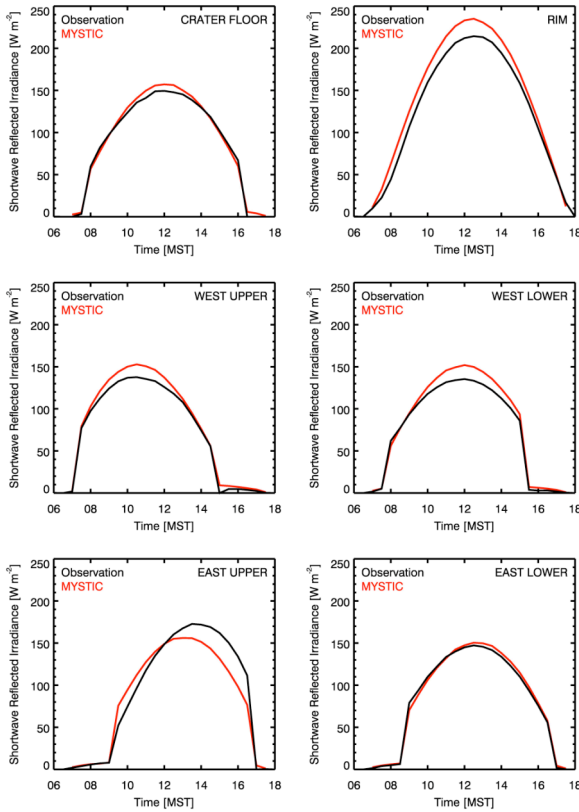 Observation
CRATER FLOOR
MYSTIC
Shortwave Reflected Irradiance [W m-2]
250
200
150
100
50
0
06 08 10 12 14 16 18
Time [MST]
Observation
RIM
MYSTIC
Shortwave Reflected Irradiance [W m-2]
250
200
150
100
50
0
06 08 10 12 14 16 18
Time [MST]
Observation
WEST UPPER
MYSTIC
Shortwave Reflected Irradiance [W m-2]
250
200
150
100
50
0
06 08 10 12 14 16 18
Time [MST]
Observation
WEST LOWER
MYSTIC
Shortwave Reflected Irradiance [W m-2]
250
200
150
100
50
0
06 08 10 12 14 16 18
Time [MST]
Observation
EAST UPPER
MYSTIC
Shortwave Reflected Irradiance [W m-2]
250
200
150
100
50
0
06 08 10 12 14 16 18
Time [MST]
Observation
EAST LOWER
MYSTIC
Shortwave Reflected Irradiance [W m-2]
250
200
150
100
50
0
06 08 10 12 14 16 18
Time [MST]